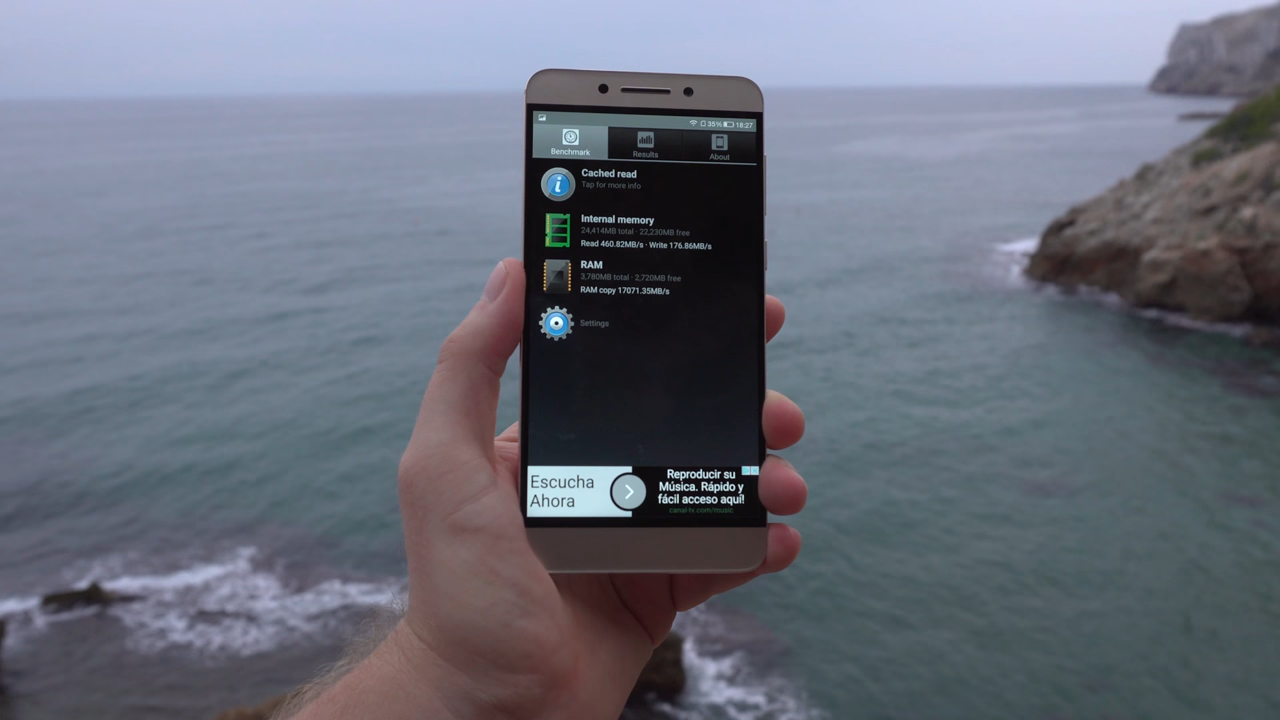 35% 18:27
Benchmark Results About
Cached read
Tap for more info
Internal memory
24,414MB total · 22,230MB free
Read 460.82MB/s · Write 176.86MB/s
RAM
3,780MB total · 2,720MB free
RAM copy 17071.35MB/s
Settings
Escucha
Ahora
Reproducir su
Música. Rápido y
fácil acceso aquí!
canal-tv.com/music